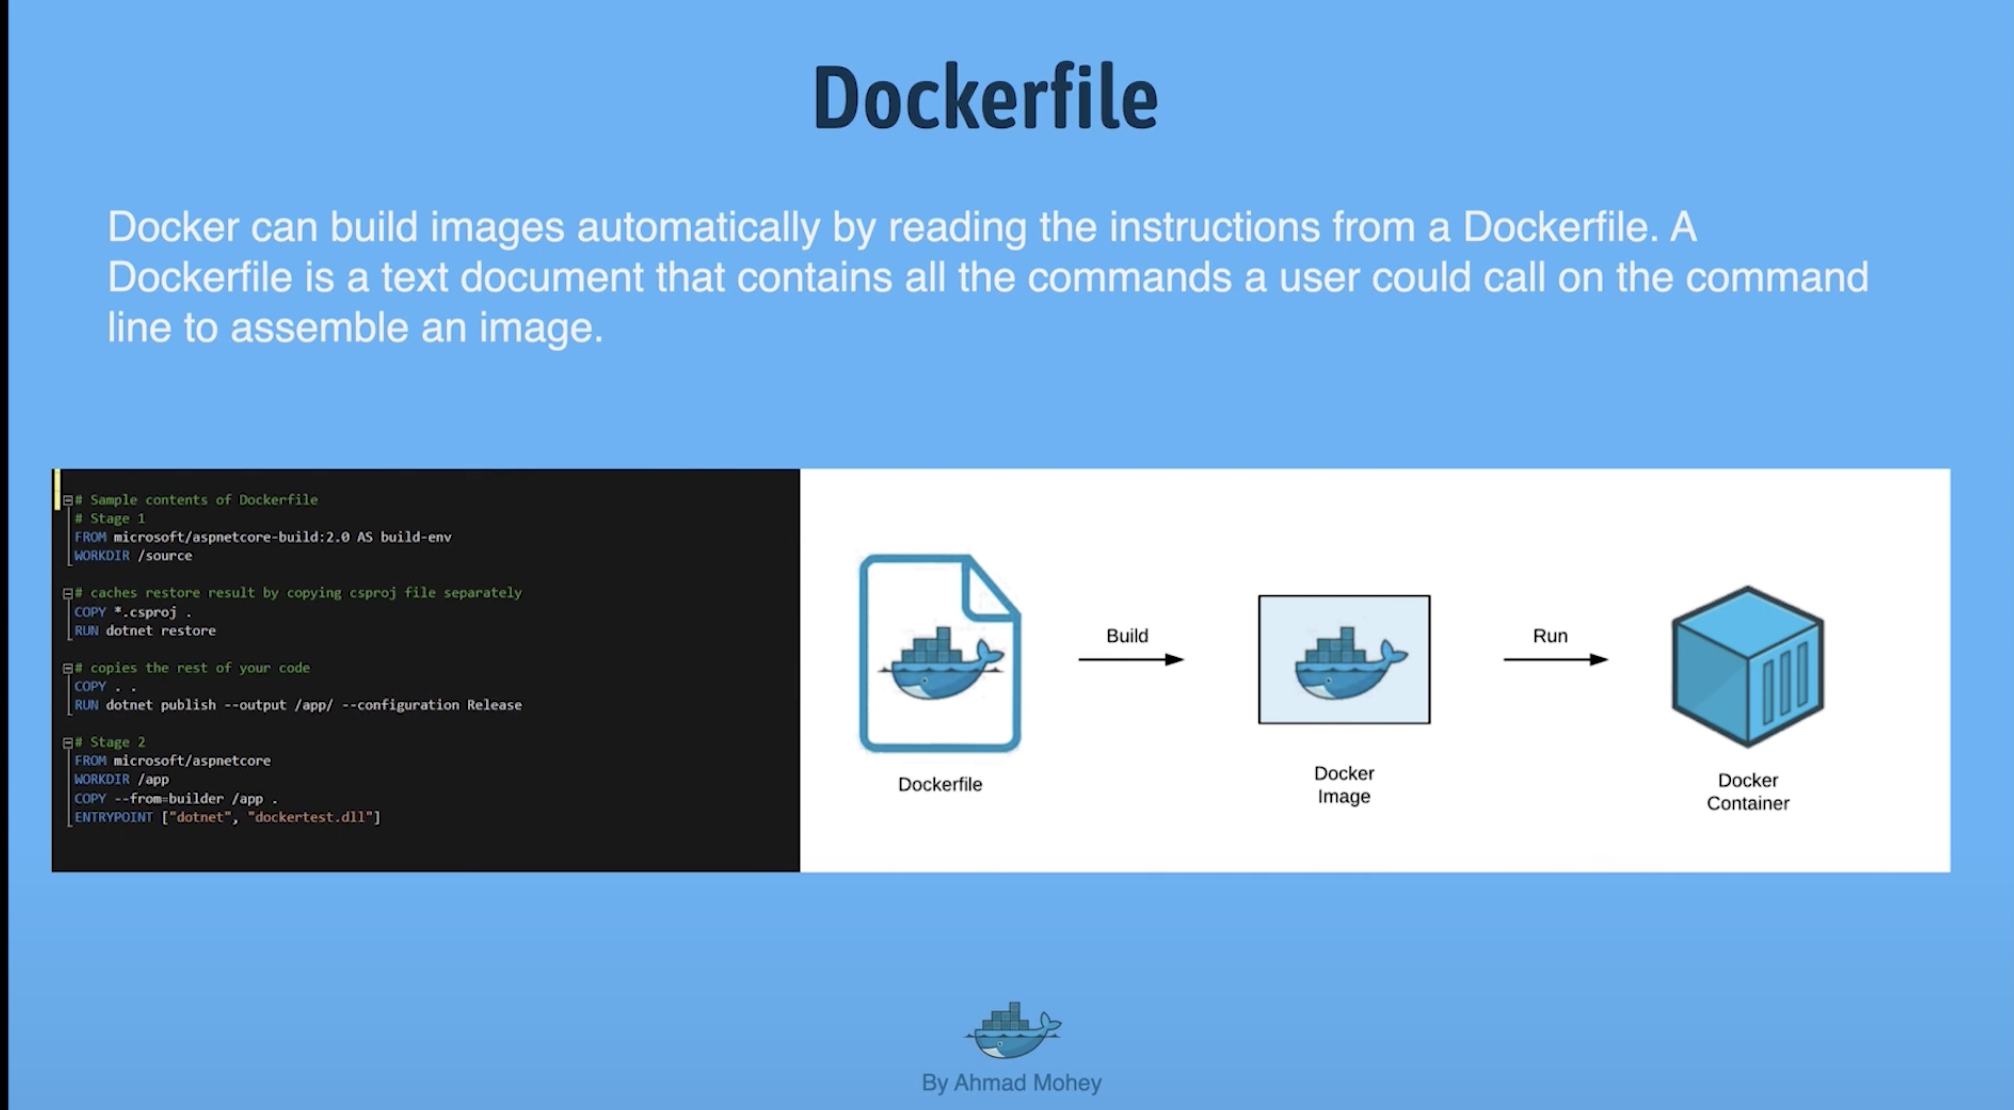 Dockerfile
Docker can build images automatically by reading the instructions from a Dockerfile. A
Dockerfile is a text document that contains all the commands a user could call on the command
line to assemble an image.
# Sample contents of Dockerfile
# Stage 1
FROM microsoft/aspnetcore-build:2.0 AS build-env
WORKDIR /source
# caches restore result by copying csproj file separately
COPY *.csproj .
RUN dotnet restore
# copies the rest of your code
COPY . .
RUN dotnet publish --output /app/ --configuration Release
# Stage 2
FROM microsoft/aspnetcore
WORKDIR /app
COPY --from=builder /app .
ENTRYPOINT ["dotnet", "dockertest.dll"]
Dockerfile
Build
Docker
Image
Run
Docker
Container
By Ahmad Mohey